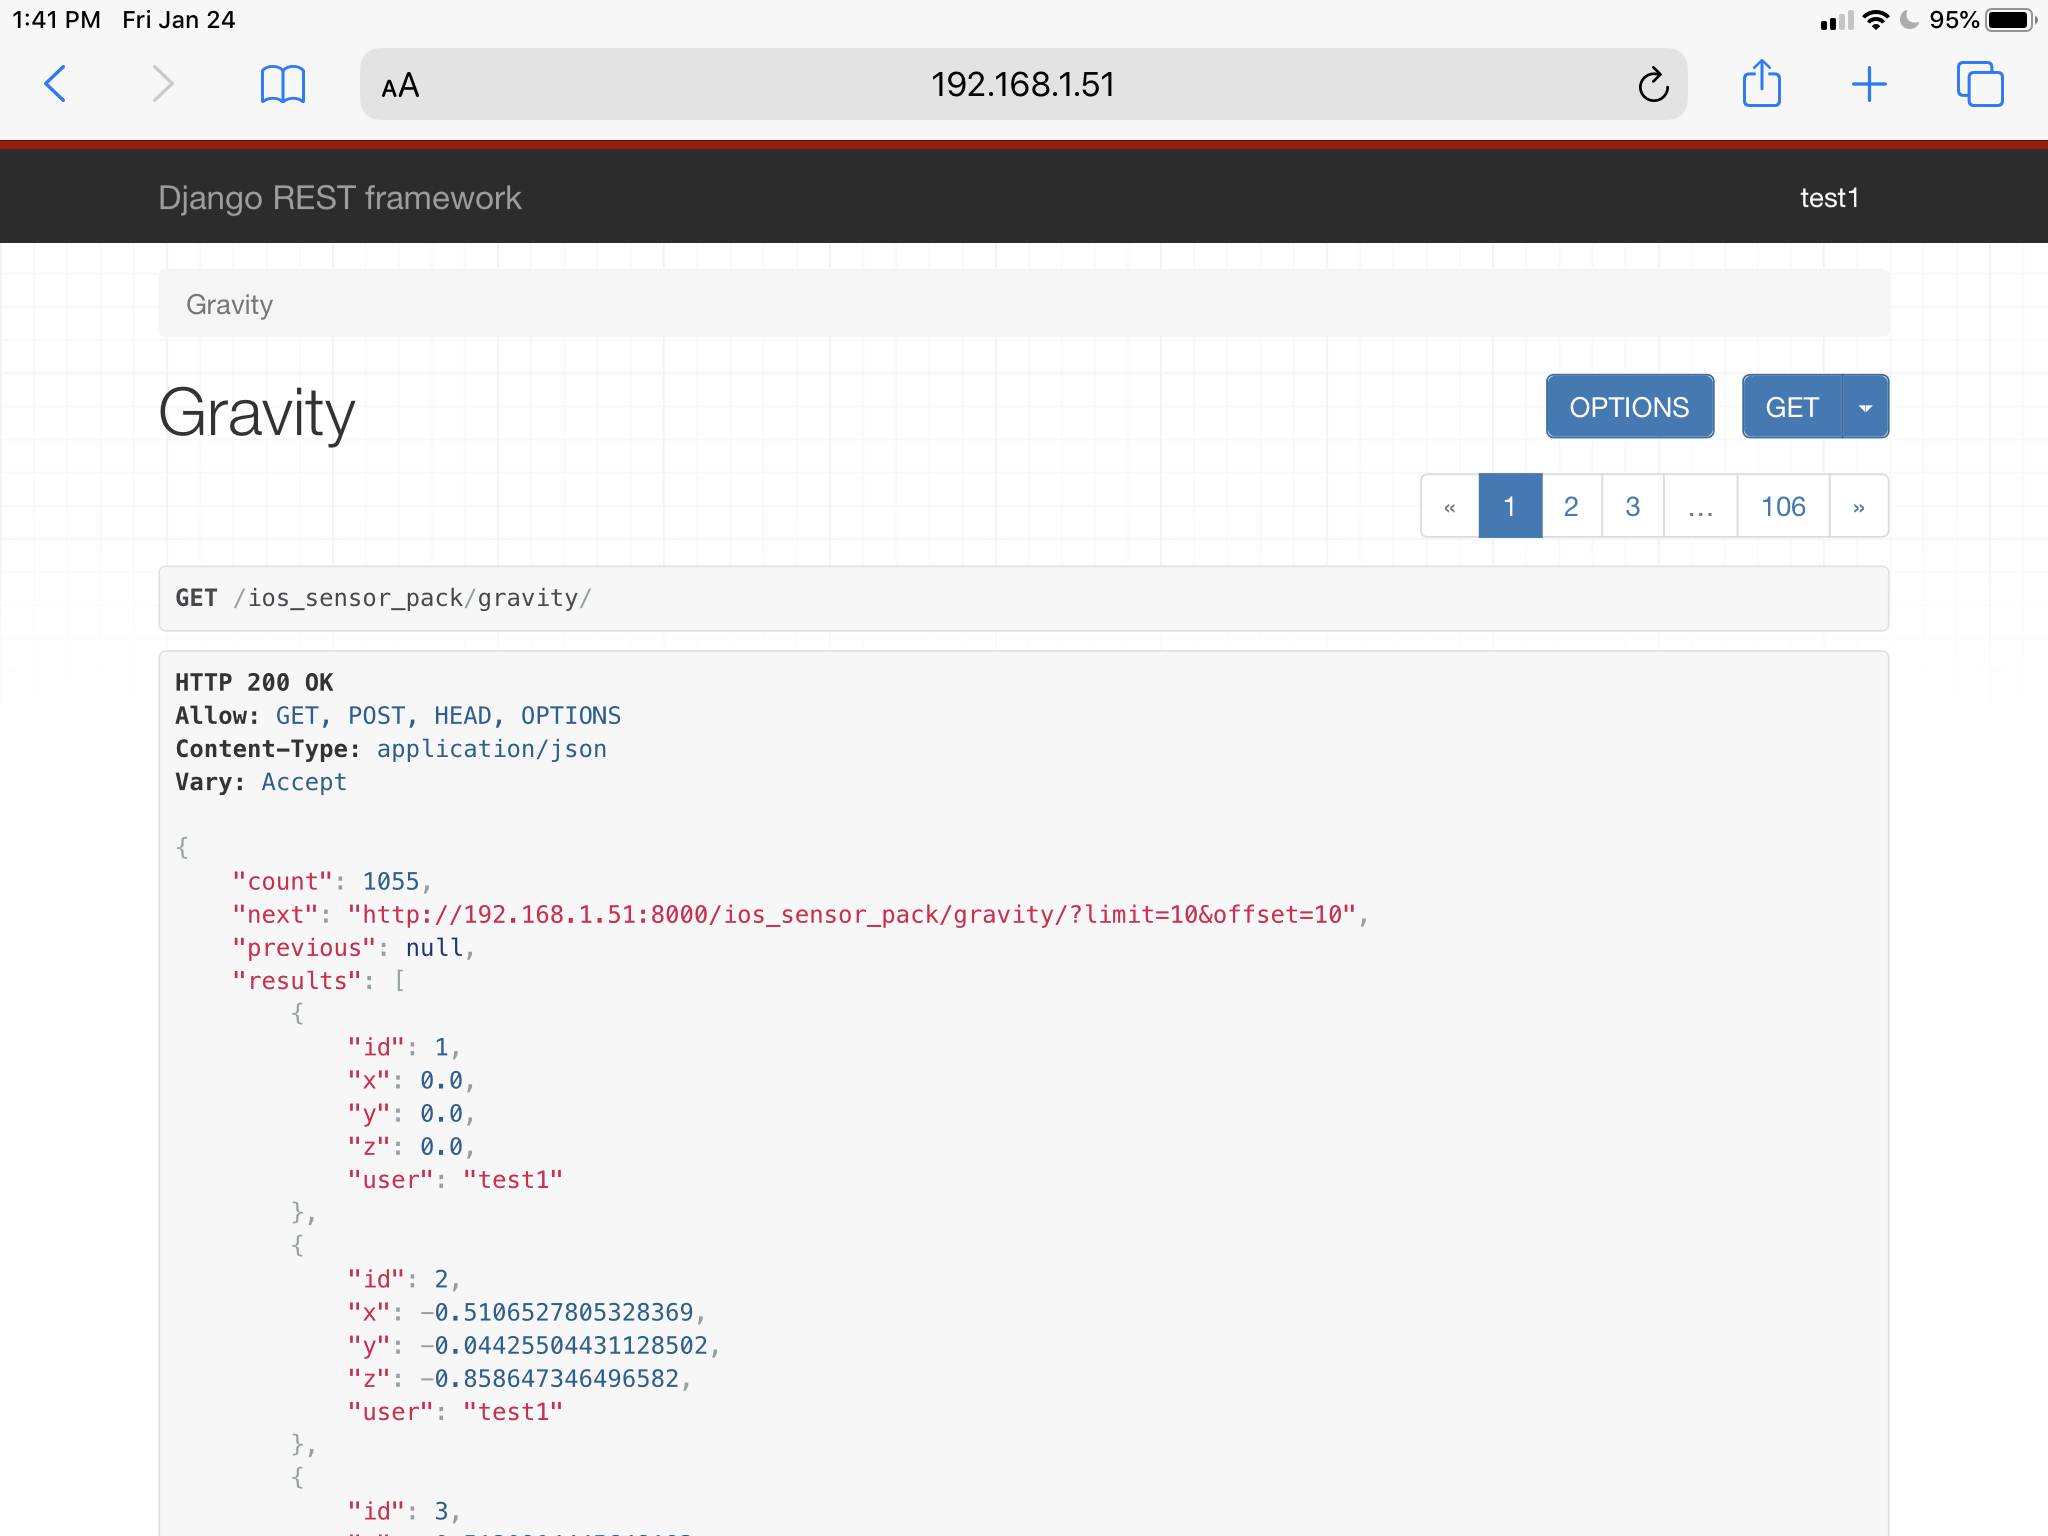 1:41 PM Fri Jan 24 95%
AA 192.168.1.51
Django REST framework test1
Gravity
Gravity OPTIONS GET
« 1 2 3 … 106 »
GET /ios_sensor_pack/gravity/
HTTP 200 OK
Allow: GET, POST, HEAD, OPTIONS
Content-Type: application/json
Vary: Accept
{
"count": 1055,
"next": "http://192.168.1.51:8000/ios_sensor_pack/gravity/?limit=10&offset=10",
"previous": null,
"results": [
{
"id": 1,
"x": 0.0,
"y": 0.0,
"z": 0.0,
"user": "test1"
},
{
"id": 2,
"x": -0.5106527805328369,
"y": -0.04425504431128502,
"z": -0.858647346496582,
"user": "test1"
},
{
"id": 3,